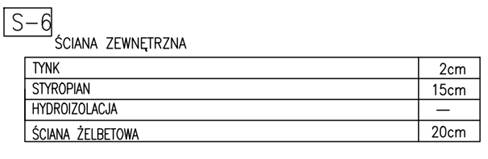 S-6
ŚCIANA ZEWNĘTRZNA
TYNK 2cm
STYROPIAN 15cm
HYDROIZOLACJA —
ŚCIANA ŻELBETOWA 20cm